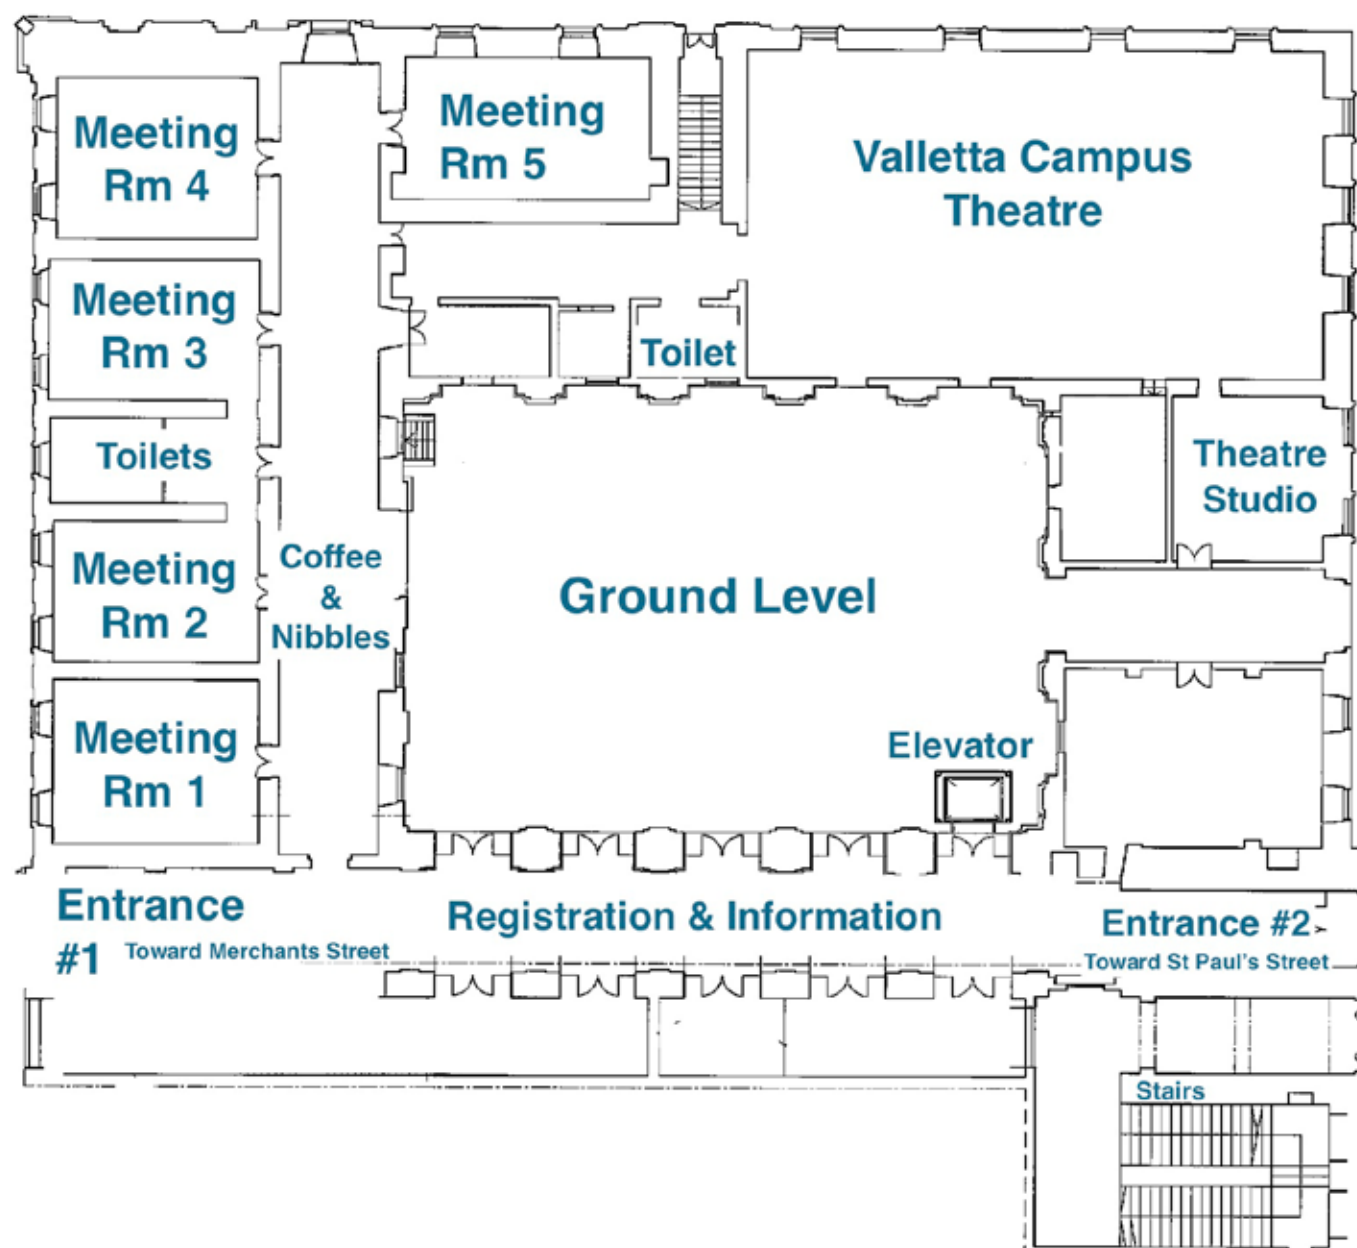 Meeting
Rm 4
Meeting
Rm 5
Valletta Campus
Theatre
Meeting
Rm 3
Toilet
Toilets
Theatre
Studio
Meeting
Rm 2
Coffee
&
Nibbles
Ground Level
Meeting
Rm 1
Elevator
Entrance
#1 Toward Merchants Street
Registration & Information
Entrance #2
Toward St Paul's Street
Stairs